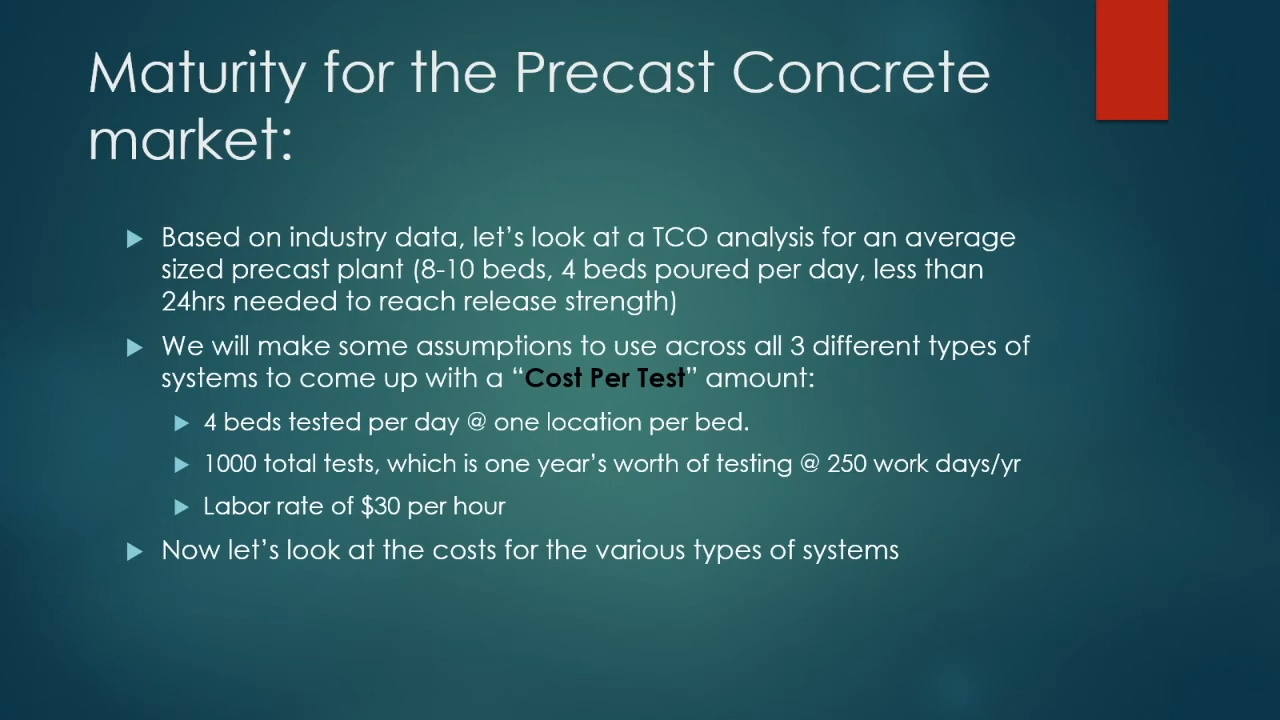 Maturity for the Precast Concrete
market:
Based on industry data, let’s look at a TCO analysis for an average
sized precast plant (8-10 beds, 4 beds poured per day, less than
24hrs needed to reach release strength)
We will make some assumptions to use across all 3 different types of
systems to come up with a “Cost Per Test” amount:
4 beds tested per day @ one location per bed.
1000 total tests, which is one year’s worth of testing @ 250 work days/yr
Labor rate of $30 per hour
Now let’s look at the costs for the various types of systems